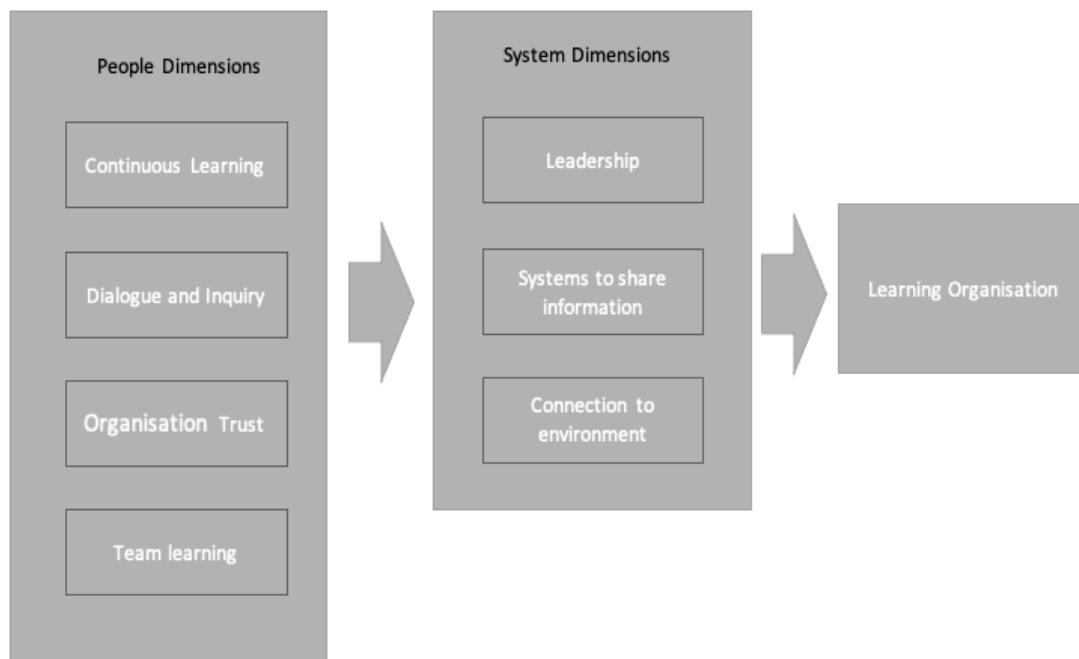 People Dimensions
Continuous Learning
Dialogue and Inquiry
Organisation Trust
Team learning
System Dimensions
Leadership
Systems to share
information
Connection to
environment
Learning Organisation